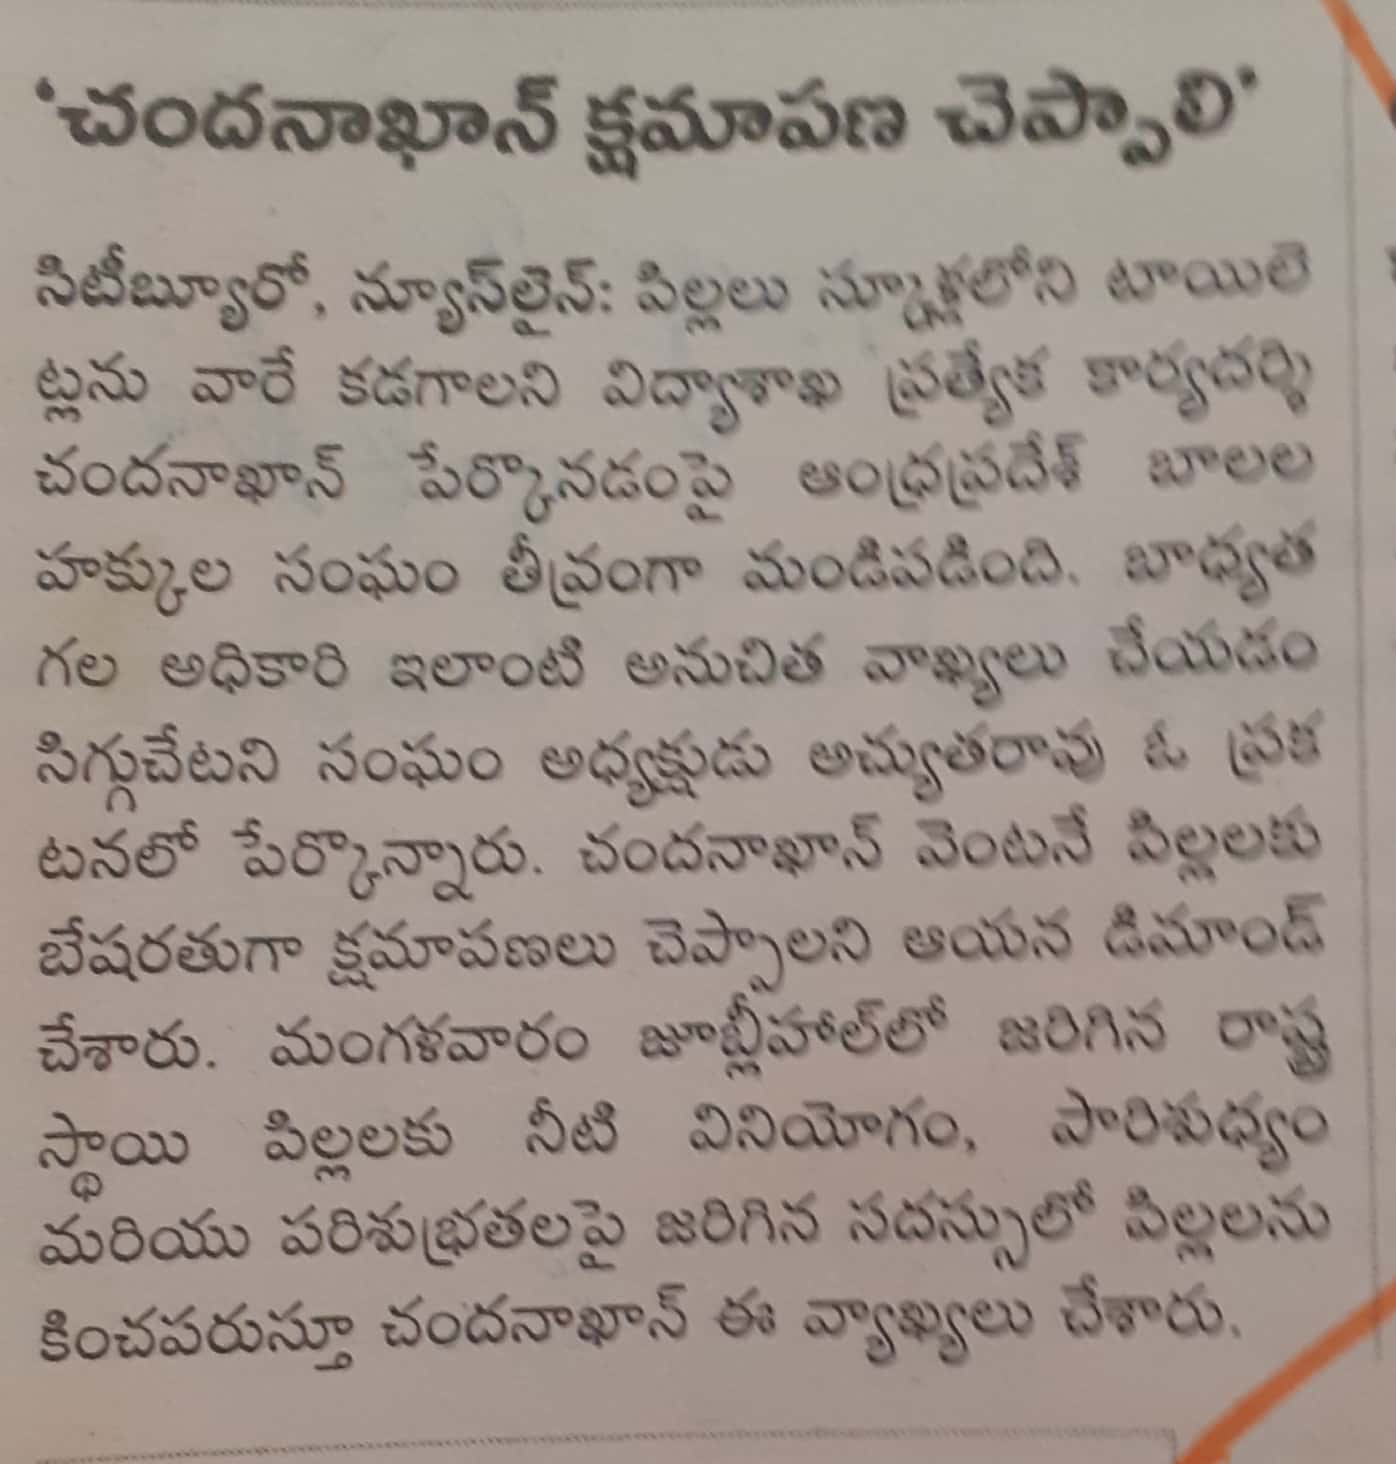 ‘చందనాఖాన్ క్షమాపణ చెప్పాలి’
సిటీబ్యూరో, న్యూస్‌లైన్: పిల్లలు స్కూళ్లలోని టాయిలె
ట్లను వారే కడగాలని విద్యాశాఖ ప్రత్యేక కార్యదర్శి
చందనాఖాన్ పేర్కొనడంపై ఆంధ్రప్రదేశ్ బాలల
హక్కుల సంఘం తీవ్రంగా మండిపడింది. బాధ్యత
గల అధికారి ఇలాంటి అనుచిత వాఖ్యలు చేయడం
సిగ్గుచేటని సంఘం అధ్యక్షుడు అచ్యుతరావు ఓ ప్రక
టనలో పేర్కొన్నారు. చందనాఖాన్ వెంటనే పిల్లలకు
బేషరతుగా క్షమాపణలు చెప్పాలని ఆయన డిమాండ్
చేశారు. మంగళవారం జూబ్లీహాల్‌లో జరిగిన రాష్ట్ర
స్థాయి పిల్లలకు నీటి వినియోగం, పారిశుధ్యం
మరియు పరిశుభ్రతలపై జరిగిన సదస్సులో పిల్లలను
కించపరుస్తూ చందనాఖాన్ ఈ వ్యాఖ్యలు చేశారు.